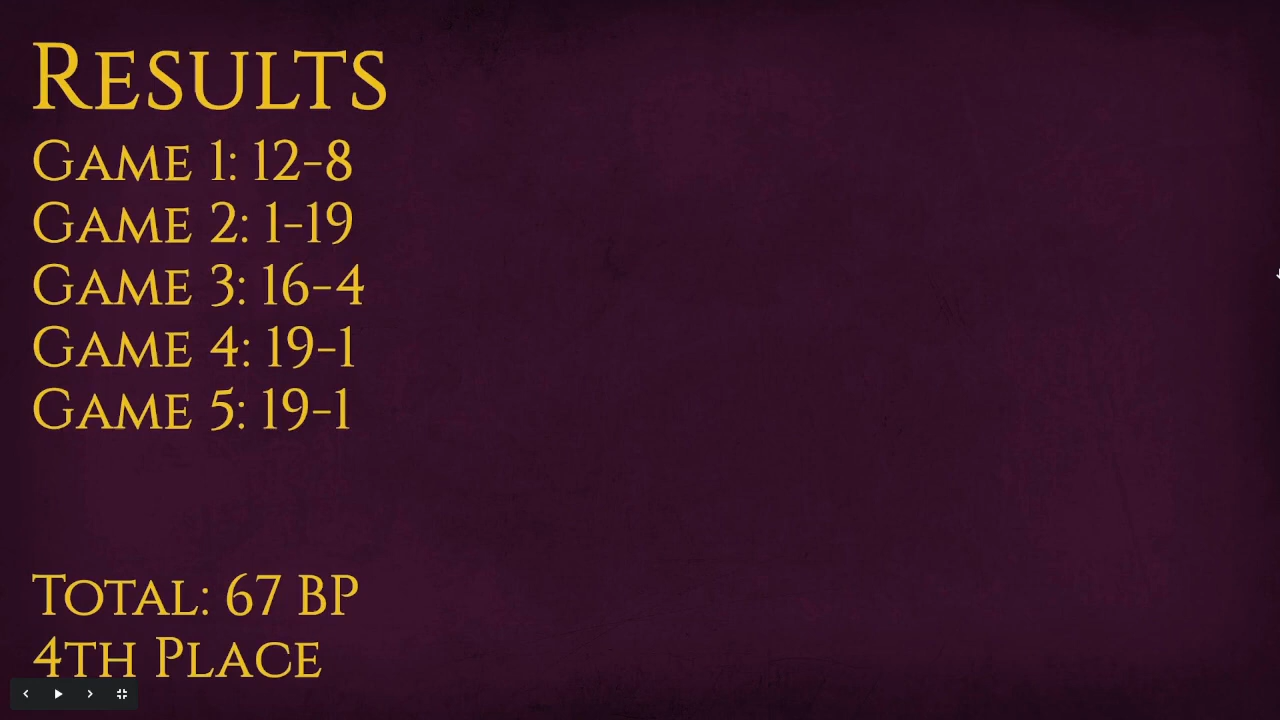 Results
Game 1: 12-8
Game 2: 1-19
Game 3: 16-4
Game 4: 19-1
Game 5: 19-1
Total: 67 BP
4th Place